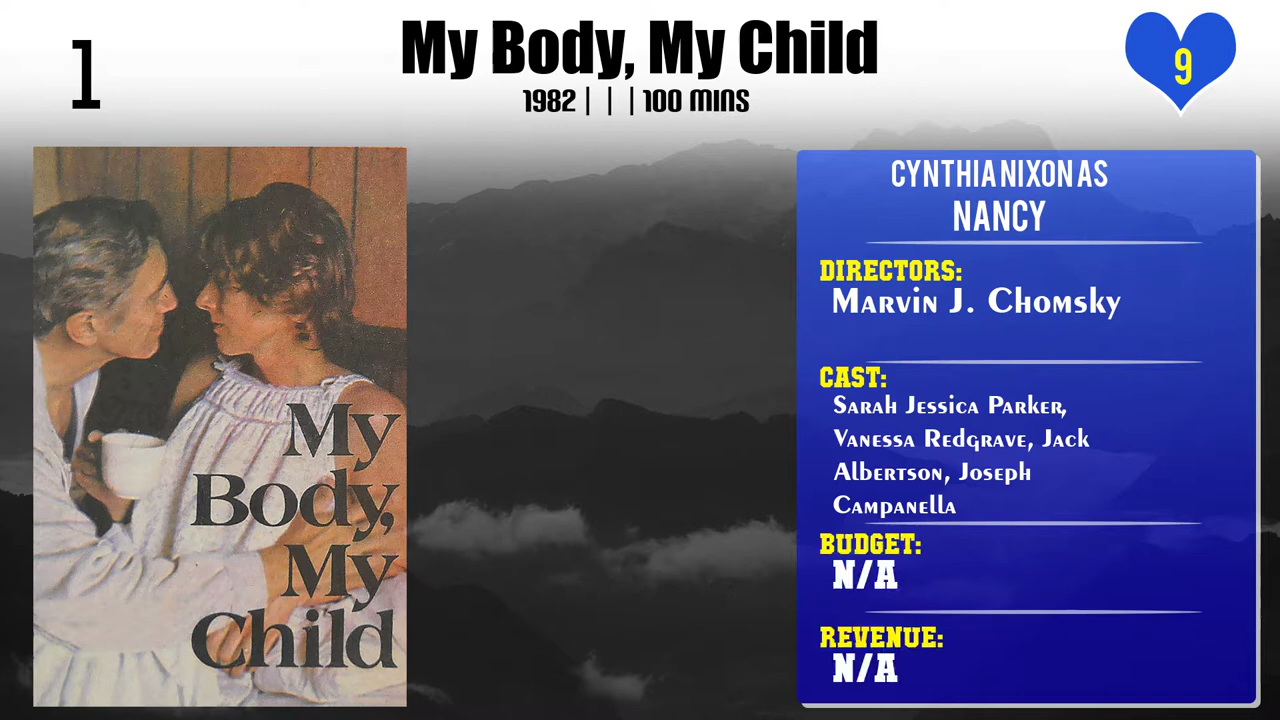 1
My Body, My Child
1982 | | | 100 MINS
9
My
Body,
My
Child
CYNTHIA NIXON AS
NANCY
DIRECTORS:
Marvin J. Chomsky
CAST:
Sarah Jessica Parker,
Vanessa Redgrave, Jack
Albertson, Joseph
Campanella
BUDGET:
N/A
REVENUE:
N/A